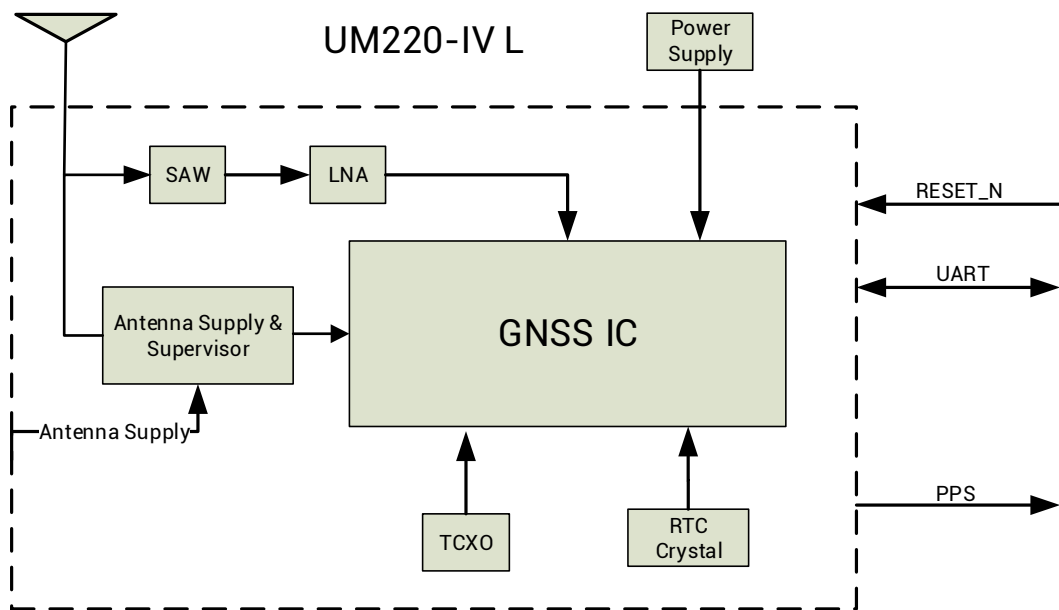 UM220-IV L
Power
Supply
SAW
LNA
RESET_N
UART
Antenna Supply &
Supervisor
GNSS IC
Antenna Supply
PPS
TCXO
RTC
Crystal